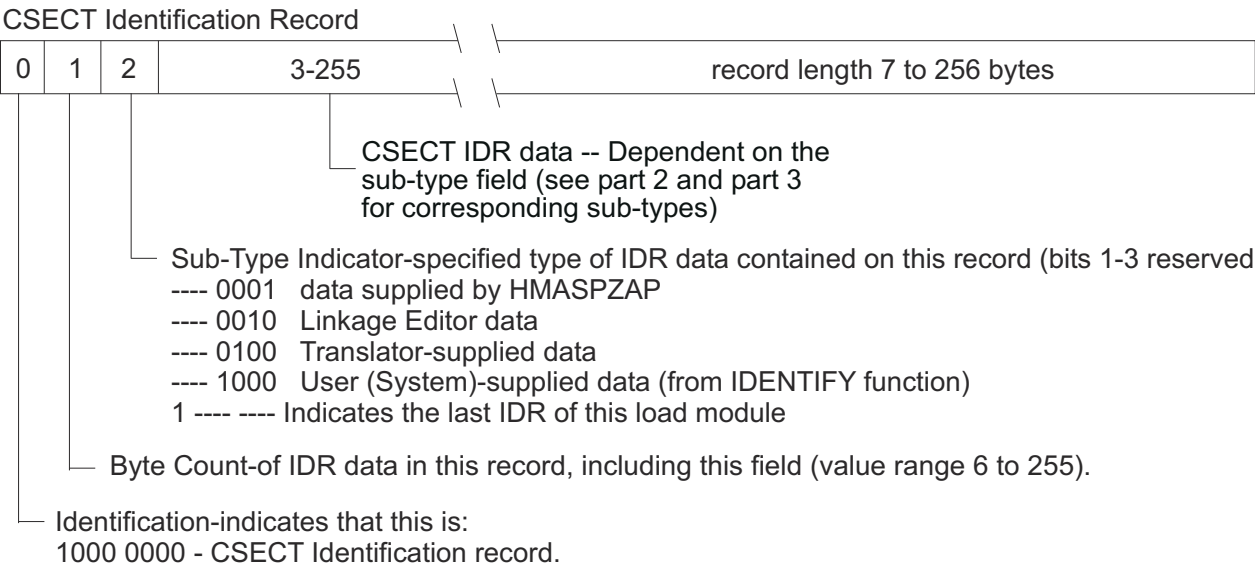 CSECT Identification Record
0 1 2 3-255 record length 7 to 256 bytes
CSECT IDR data -- Dependent on the
sub-type field (see part 2 and part 3
for corresponding sub-types)
Sub-Type Indicator-specified type of IDR data contained on this record (bits 1-3 reserved
---- 0001 data supplied by HMASPZAP
---- 0010 Linkage Editor data
---- 0100 Translator-supplied data
---- 1000 User (System)-supplied data (from IDENTIFY function)
1 ---- ---- Indicates the last IDR of this load module
Byte Count-of IDR data in this record, including this field (value range 6 to 255).
Identification-indicates that this is:
1000 0000 - CSECT Identification record.